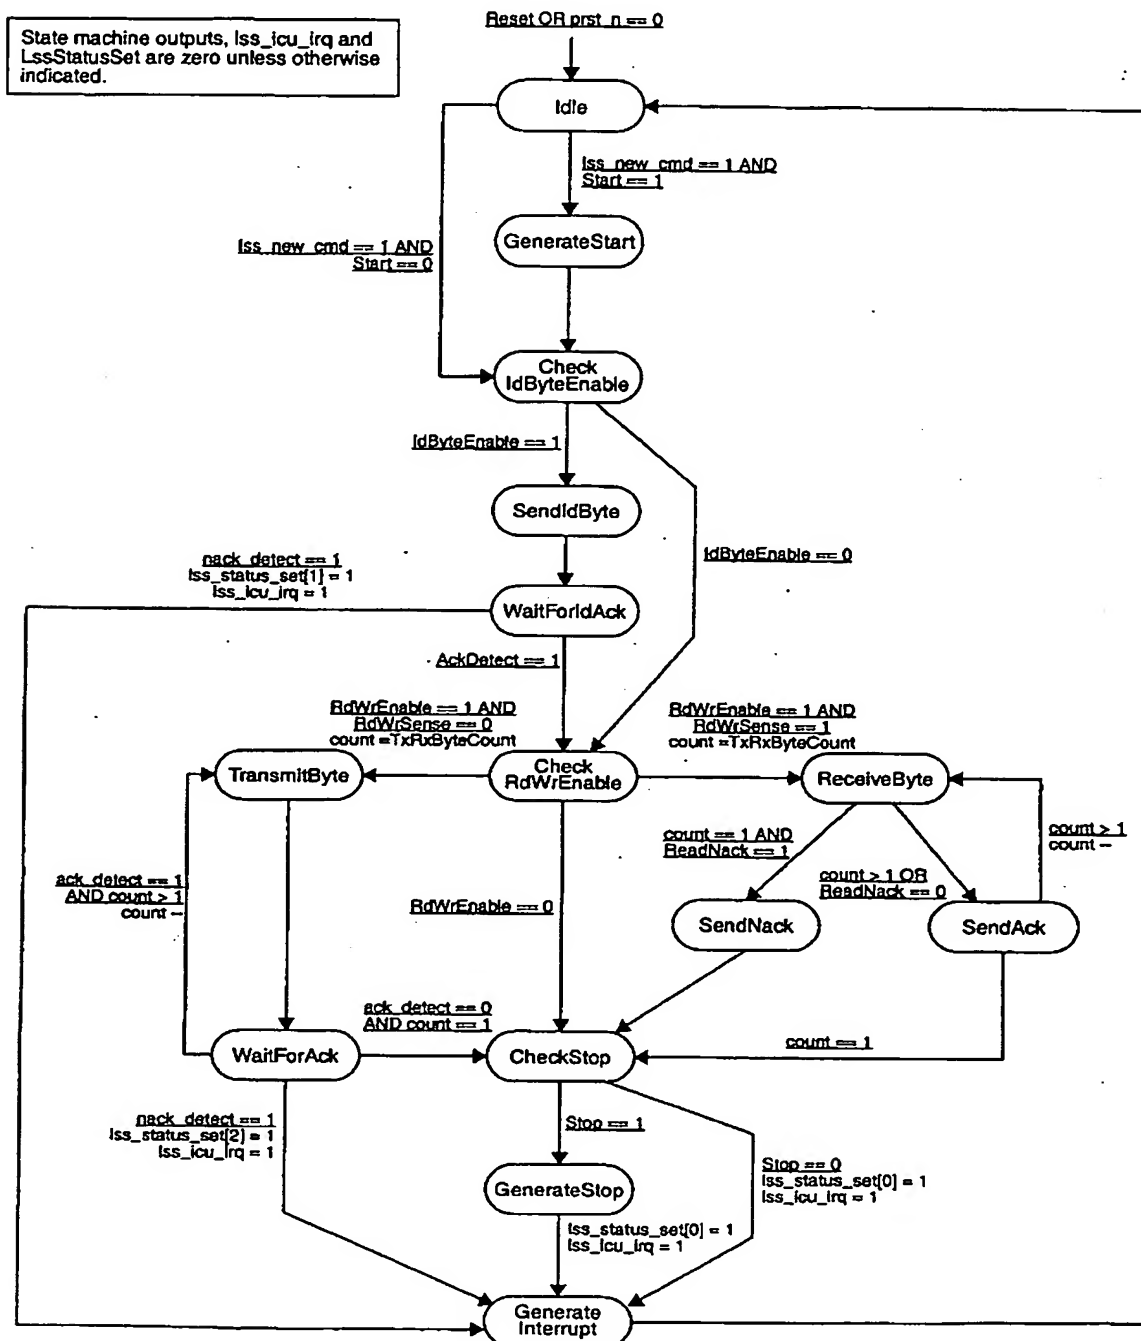 Reset OR prst_n == 0
State machine outputs, lss_icu_irq and
LssStatusSet are zero unless otherwise
indicated.
Idle
lss_new_cmd == 1 AND
Start == 1
GenerateStart
lss_new_cmd == 1 AND
Start == 0
Check
IdByteEnable
IdByteEnable == 1
SendIdByte
IdByteEnable == 0
nack_detect == 1
lss_status_set[1] = 1
lss_icu_irq = 1
WaitForIdAck
AckDetect == 1
RdWrEnable == 1 AND
RdWrSense == 0
count =TxRxByteCount
RdWrEnable == 1 AND
RdWrSense == 1
count =TxRxByteCount
TransmitByte
Check
RdWrEnable
ReceiveByte
count == 1 AND
ReadNack == 1
count > 1
count --
ack_detect == 1
AND count > 1
count --
count > 1 OR
ReadNack == 0
RdWrEnable == 0
SendNack
SendAck
ack_detect == 0
AND count == 1
WaitForAck
CheckStop
count == 1
nack_detect == 1
lss_status_set[2] = 1
lss_icu_irq = 1
Stop == 1
Stop == 0
lss_status_set[0] = 1
lss_icu_irq = 1
GenerateStop
lss_status_set[0] = 1
lss_icu_irq = 1
Generate
Interrupt